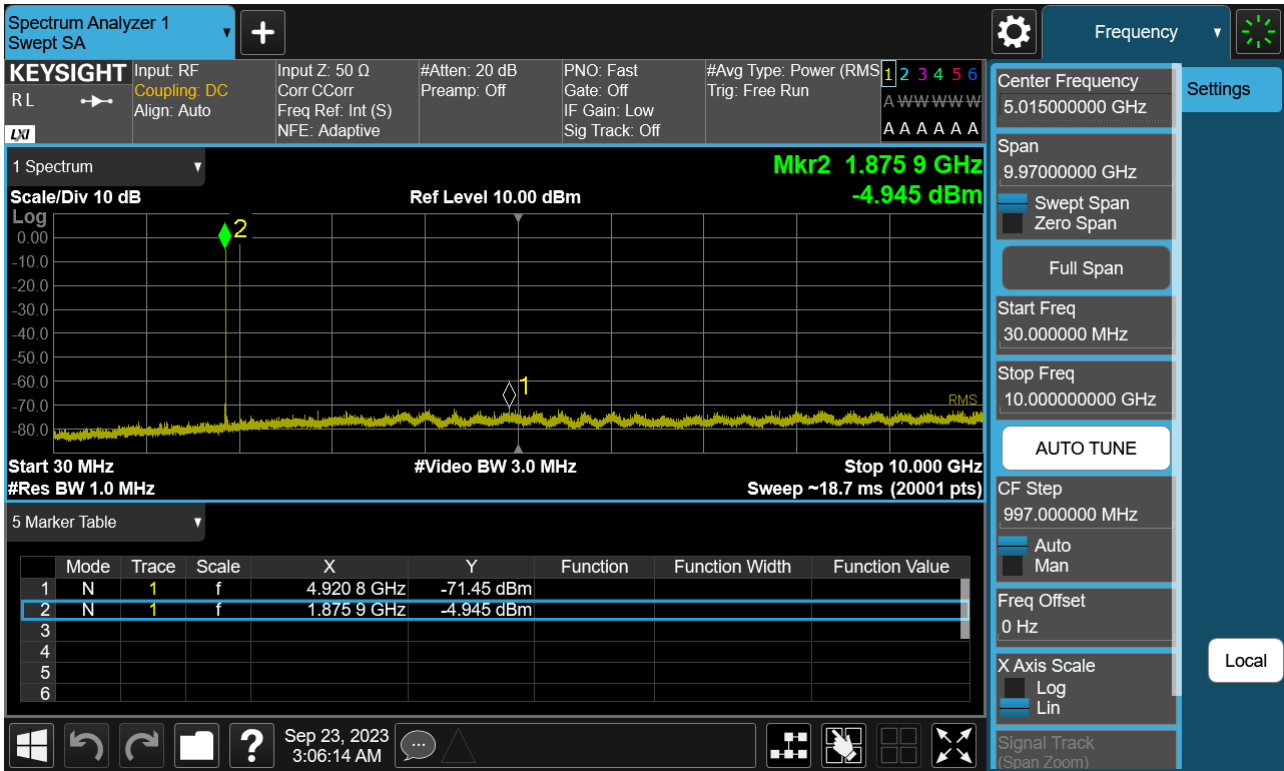 Spectrum Analyzer 1
Swept SA
Frequency
KEYSIGHT
RL
LXI
Input: RF
Coupling: DC
Align: Auto
Input Z: 50 Ω
Corr CCorr
Freq Ref: Int (S)
NFE: Adaptive
#Atten: 20 dB
Preamp: Off
PNO: Fast
Gate: Off
IF Gain: Low
Sig Track: Off
#Avg Type: Power (RMS
Trig: Free Run
1 2 3 4 5 6
A W W W W W
A A A A A A
1 Spectrum
Mkr2 1.875 9 GHz
Scale/Div 10 dB
Ref Level 10.00 dBm
-4.945 dBm
Log
0.00
-10.0
-20.0
-30.0
-40.0
-50.0
-60.0
-70.0
-80.0
2
1
RMS
Start 30 MHz
#Video BW 3.0 MHz
Stop 10.000 GHz
#Res BW 1.0 MHz
Sweep ~18.7 ms (20001 pts)
5 Marker Table
Mode Trace Scale X Y Function Function Width Function Value
1 N 1 f 4.920 8 GHz -71.45 dBm
2 N 1 f 1.875 9 GHz -4.945 dBm
3
4
5
6
Sep 23, 2023
3:06:14 AM
Center Frequency
5.015000000 GHz
Settings
Span
9.97000000 GHz
Swept Span
Zero Span
Full Span
Start Freq
30.000000 MHz
Stop Freq
10.000000000 GHz
AUTO TUNE
CF Step
997.000000 MHz
Auto
Man
Freq Offset
0 Hz
X Axis Scale
Log
Lin
Signal Track
(Span Zoom)
Local